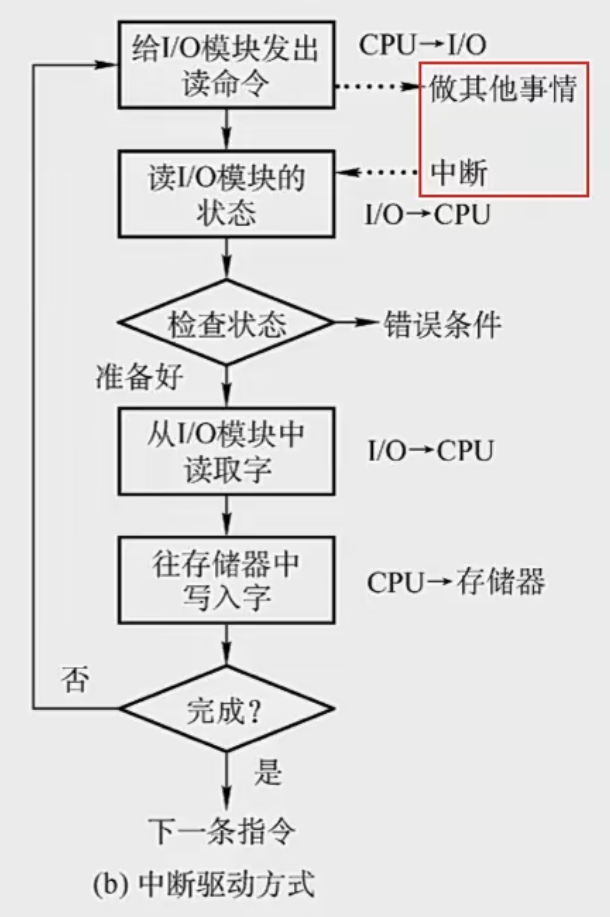 给I/O模块发出
读命令
CPU→I/O
做其他事情
读I/O模块的
状态
中断
I/O→CPU
检查状态
错误条件
准备好
从I/O模块中
读取字
I/O→CPU
往存储器中
写入字
CPU→存储器
否
完成？
是
下一条指令
(b) 中断驱动方式